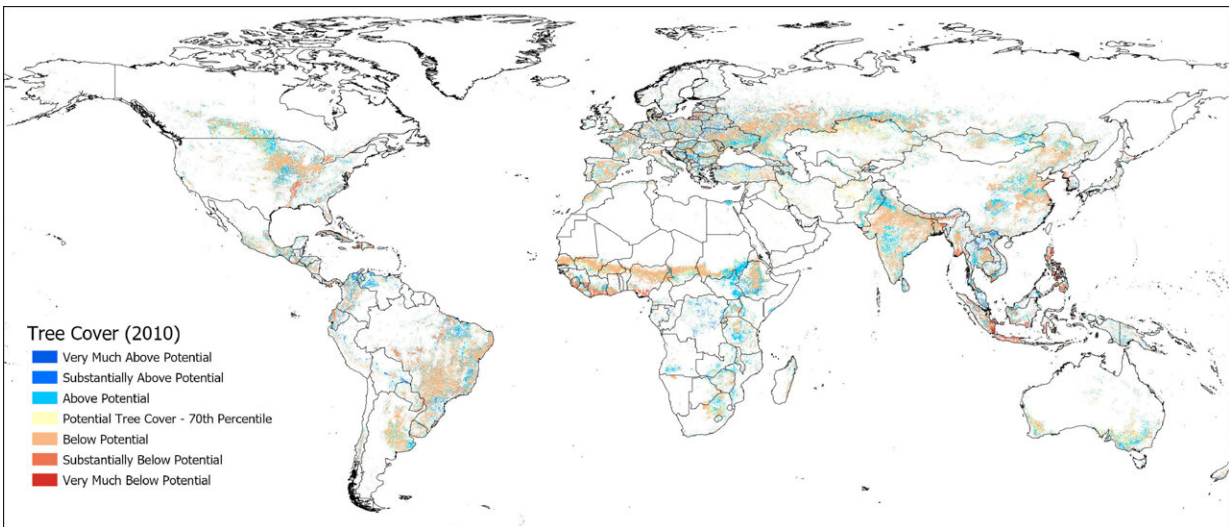 Tree Cover (2010)
Very Much Above Potential
Substantially Above Potential
Above Potential
Potential Tree Cover - 70th Percentile
Below Potential
Substantially Below Potential
Very Much Below Potential